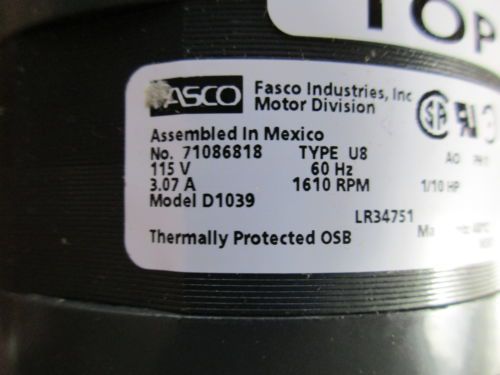 TOP
FASCO
Fasco Industries, Inc
Motor Division
Assembled In Mexico
No. 71086818 TYPE U8
115 V 60 Hz
3.07 A 1610 RPM 1/10 HP
Model D1039
LR34751
Thermally Protected OSB